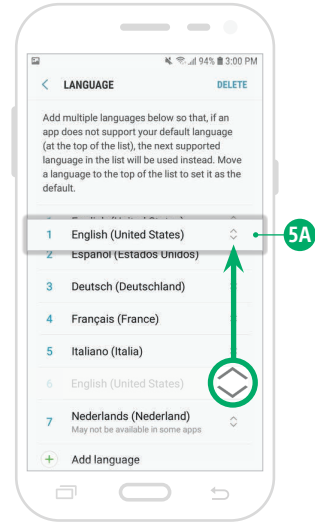 94% 3:00 PM
LANGUAGE DELETE
Add multiple languages below so that, if an
app does not support your default language
(at the top of the list), the next supported
language in the list will be used instead. Move
a language to the top of the list to set it as the
default.
1 English (United States)
5A
2 Español (Estados Unidos)
3 Deutsch (Deutschland)
4 Français (France)
5 Italiano (Italia)
6 English (United States)
7 Nederlands (Nederland)
May not be available in some apps
+ Add language